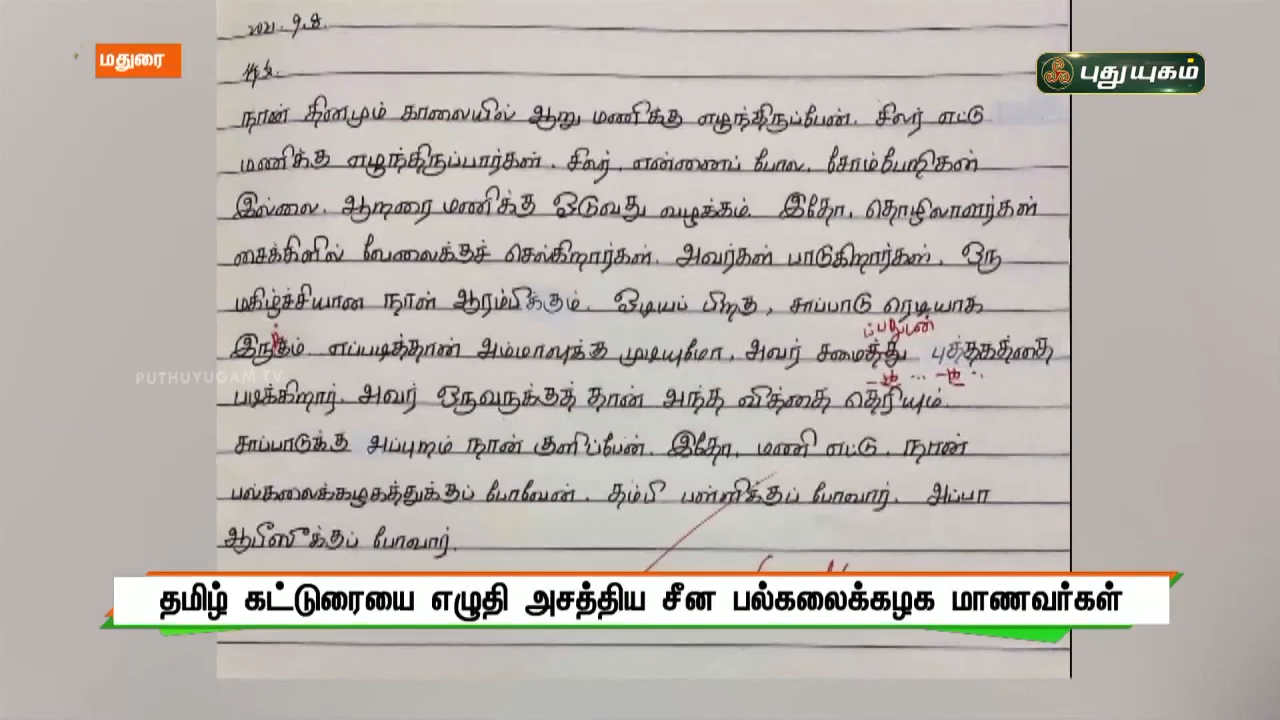 2021. 9. 8.
மதுரை
புதுயுகம்
நான் தினமும் காலையில் ஆறு மணிக்கு எழுந்திருப்பேன். சிலர் எட்டு
மணிக்கு எழுந்திருப்பார்கள். சிலர், என்னைப் போல, சோம்பேறிகள்
இல்லை. ஆறரை மணிக்கு ஓடுவது வழக்கம். இதோ, தொழிலாளர்கள்
சைக்கிளில் வேலைக்குச் செல்கிறார்கள். அவர்கள் பாடுகிறார்கள். ஒரு
மகிழ்ச்சியான நாள் ஆரம்பிக்கும். ஓடியப் பிறகு, சாப்பாடு ரெடியாக
இருக்கும் எப்படித்தான் அம்மாவுக்கு முடியுமோ, அவர் சமைத்து புத்தகத்தை
PUTHUYUGAM TV
படிக்கிறார். அவர் ஒருவருக்குத் தான் அந்த வித்தை தெரியும்.
சாப்பாடுக்கு அப்புறம் நான் குளிப்பேன். இதோ, மணி எட்டு. நான்
பல்கலைக்கழகத்துக்குப் போவேன். தம்பி பள்ளிக்குப் போவார். அப்பா
ஆபீஸுக்குப் போவார்.
தமிழ் கட்டுரையை எழுதி அசத்திய சீன பல்கலைக்கழக மாணவர்கள்